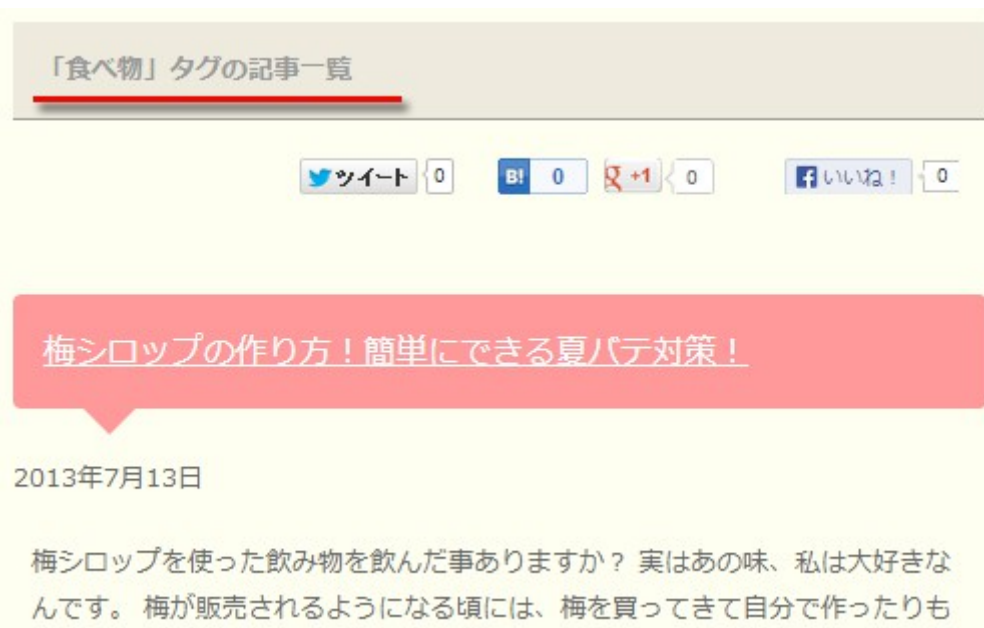 「食べ物」タグの記事一覧
ツイート 0 B! 0 g +1 0 f いいね！ 0
梅シロップの作り方！簡単にできる夏バテ対策！
2013年7月13日
梅シロップを使った飲み物を飲んだ事ありますか？ 実はあの味、私は大好きな
んです。 梅が販売されるようになる頃には、梅を買ってきて自分で作ったりも